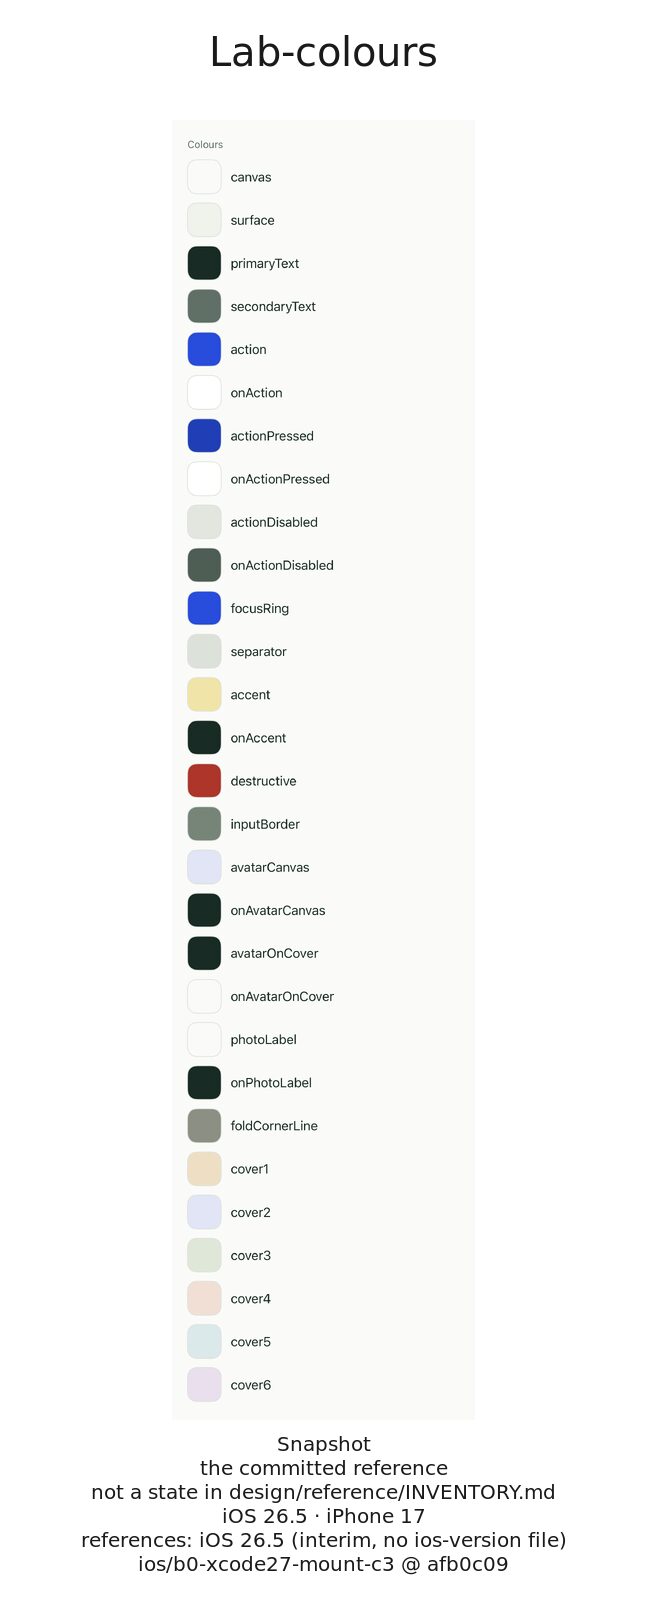 Lab-colours
Colours
canvas
surface
primaryText
secondaryText
action
onAction
actionPressed
onActionPressed
actionDisabled
onActionDisabled
focusRing
separator
accent
onAccent
destructive
inputBorder
avatarCanvas
onAvatarCanvas
avatarOnCover
onAvatarOnCover
photoLabel
onPhotoLabel
foldCornerLine
cover1
cover2
cover3
cover4
cover5
cover6
Snapshot
the committed reference
not a state in design/reference/INVENTORY.md
iOS 26.5 · iPhone 17
references: iOS 26.5 (interim, no ios-version file)
ios/b0-xcode27-mount-c3 @ afb0c09